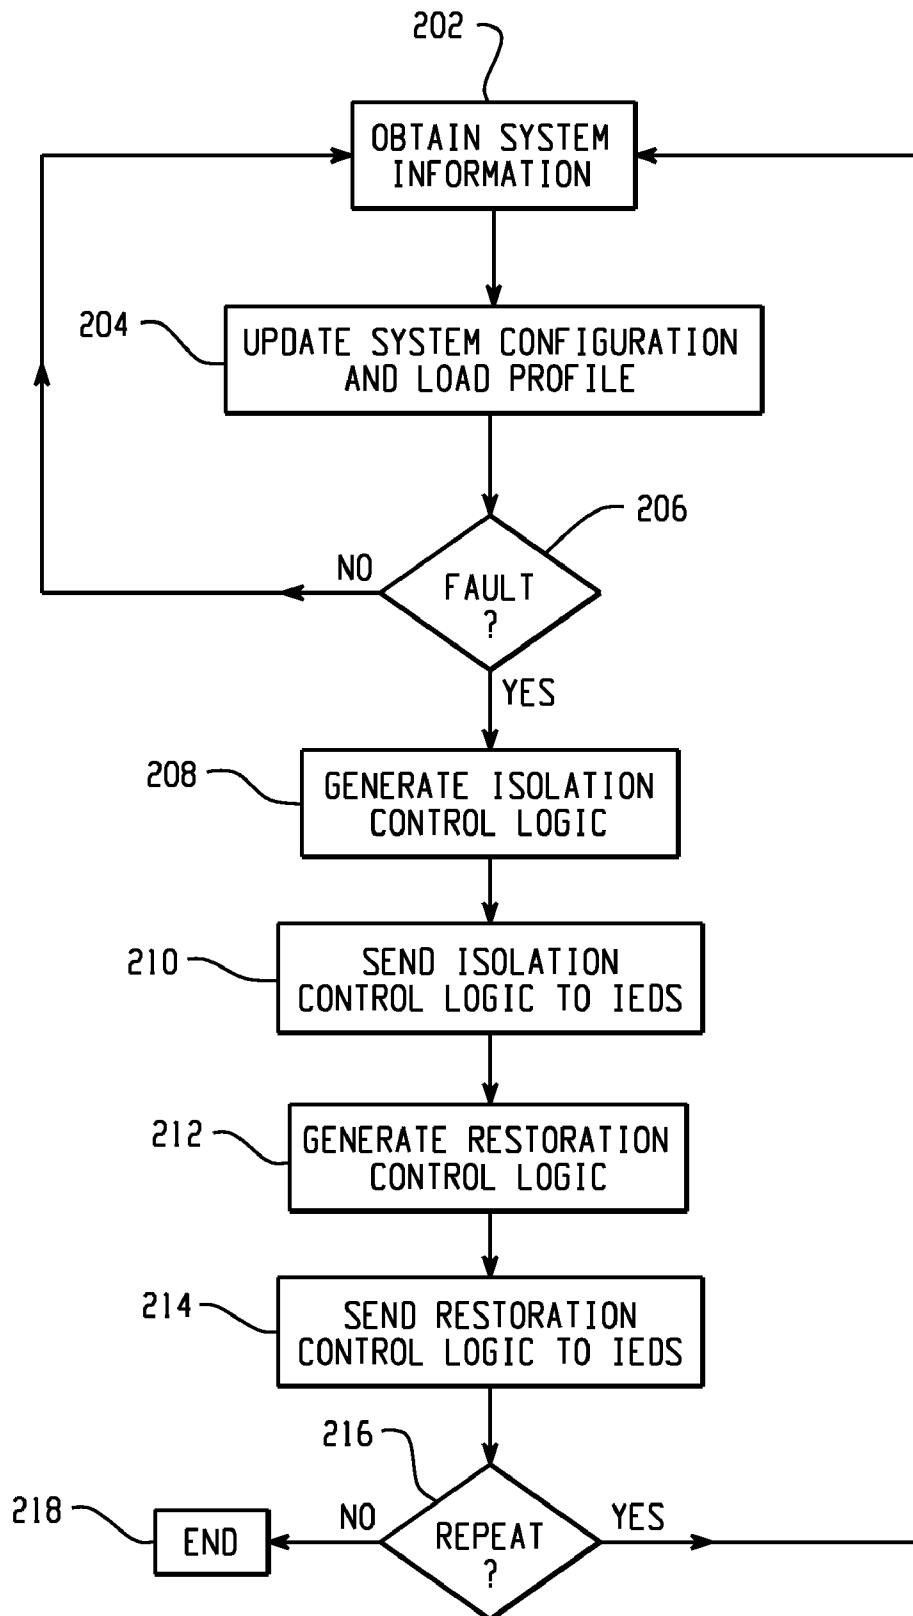 202
OBTAIN SYSTEM
INFORMATION
204
UPDATE SYSTEM CONFIGURATION
AND LOAD PROFILE
206
NO
FAULT
?
YES
208
GENERATE ISOLATION
CONTROL LOGIC
210
SEND ISOLATION
CONTROL LOGIC TO IEDS
212
GENERATE RESTORATION
CONTROL LOGIC
214
SEND RESTORATION
CONTROL LOGIC TO IEDS
216
218
END
NO
REPEAT
?
YES